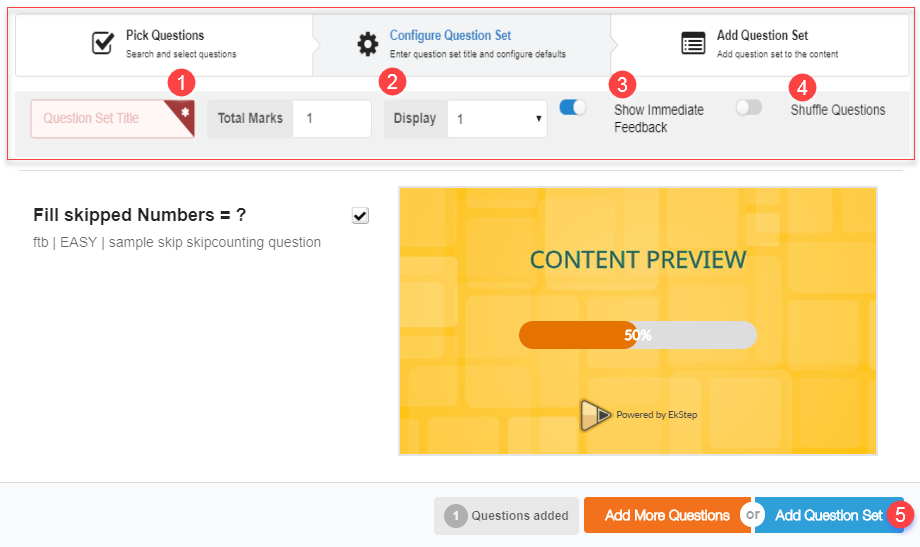 Pick Questions
Search and select questions
Configure Question Set
Enter question set title and configure defaults
Add Question Set
Add question set to the content
1
2
3
4
Question Set Title *
Total Marks 1
Display 1
Show Immediate
Feedback
Shuffle Questions
Fill skipped Numbers = ?
ftb | EASY | sample skip skipcounting question
CONTENT PREVIEW
50%
Powered by EkStep
1 Questions added
Add More Questions or Add Question Set 5